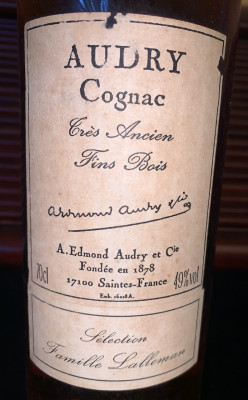 AUDRY
Cognac
Très Ancien
Fins Bois
A. Edmond Audry et Cie
Fondée en 1878
70cl 17100 Saintes-France 49%vol
Sélection
Famille Lalleman